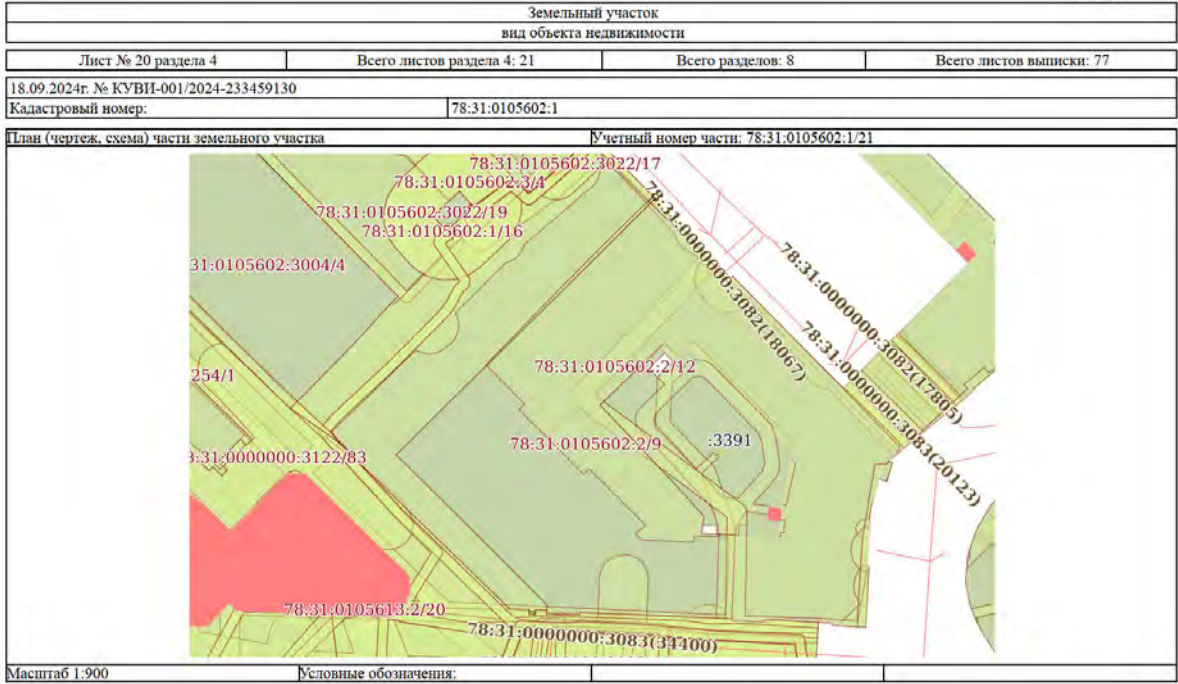 Земельный участок
вид объекта недвижимости
Лист № 20 раздела 4 Всего листов раздела 4: 21 Всего разделов: 8 Всего листов выписки: 77
18.09.2024г. № КУВИ-001/2024-233459130
Кадастровый номер: 78:31:0105602:1
План (чертеж, схема) части земельного участка Учетный номер части: 78:31:0105602:1/21
78:31:0105602:3022/17
78:31:0105602:3/4
78:31:0105602:3022/19
78:31:0105602:1/16
31:0105602:3004/4
78:31:0000000:3082(18067)
78:31:0000000:3082(17805)
78:31:0000000:3083(20123)
78:31:0105602:2/12
254/1
78:31:0105602:2/9
:3391
:31:0000000:3122/83
78:31:0105613:2/20
78:31:0000000:3083(34400)
Масштаб 1:900 Условные обозначения: